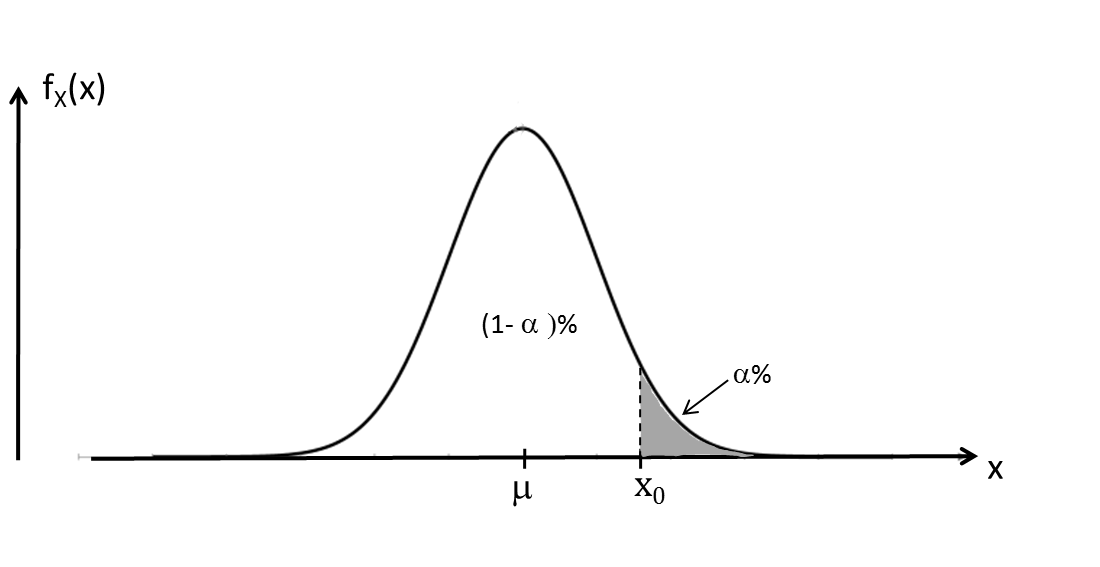 fX(x)
(1- α )%
α%
x
μ
x0